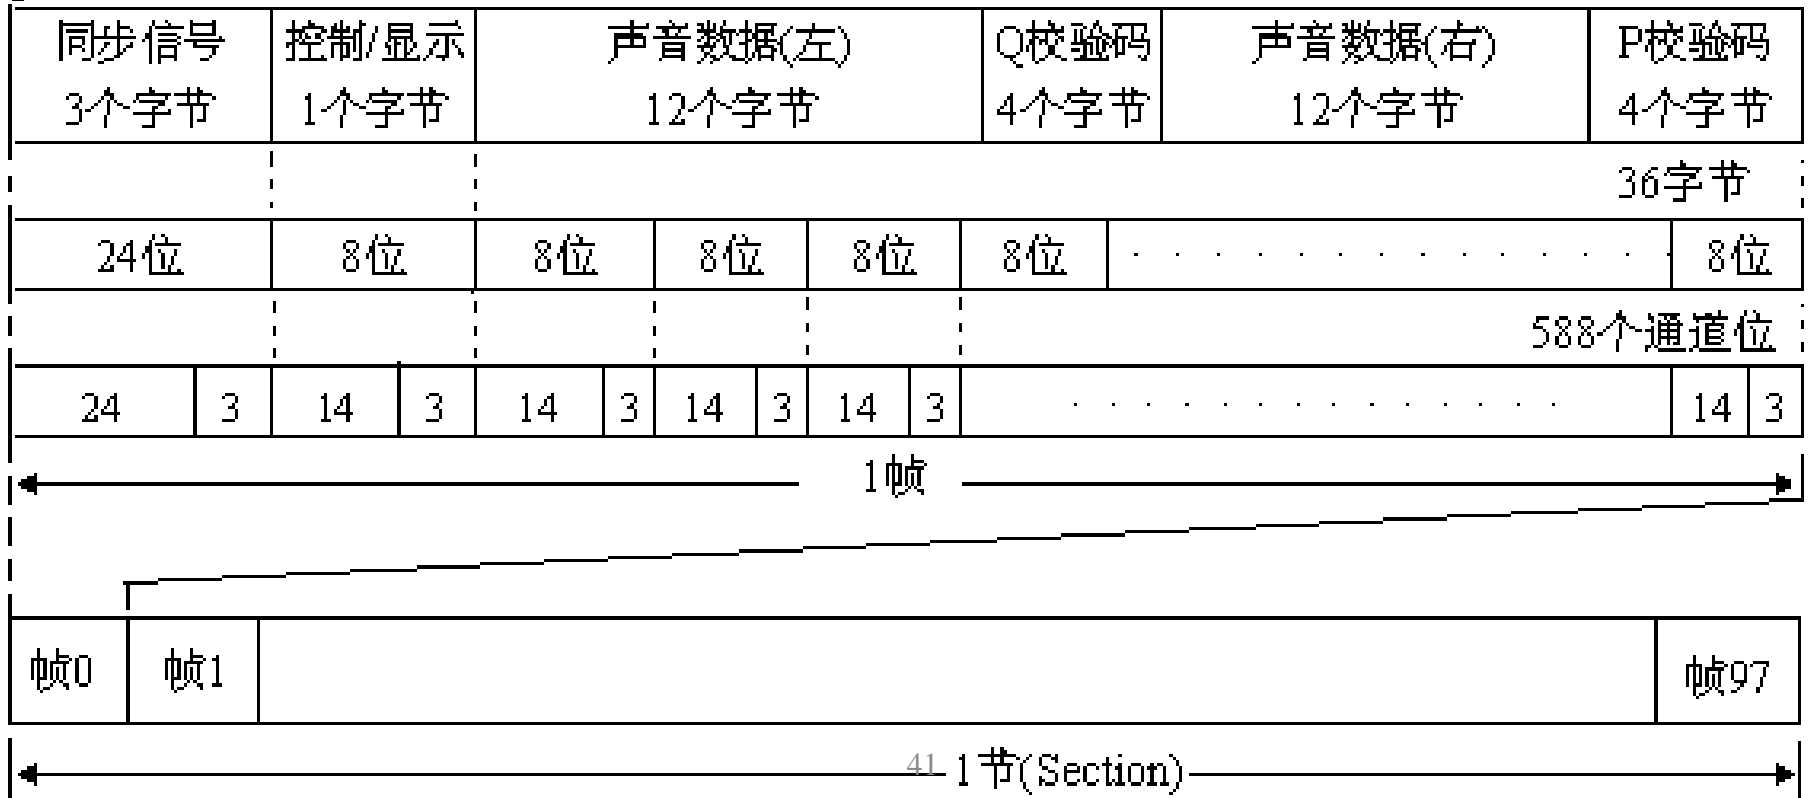 同步信号 控制/显示 声音数据(左) Q校验码 声音数据(右) P校验码
3个字节 1个字节 12个字节 4个字节 12个字节 4个字节
36字节
24位 8位 8位 8位 8位 8位 · · · · · · · · · · · · · · 8位
588个通道位
24 3 14 3 14 3 14 3 14 3 · · · · · · · · · · · · · · 14 3
1帧
帧0 帧1 帧97
41
1节(Section)